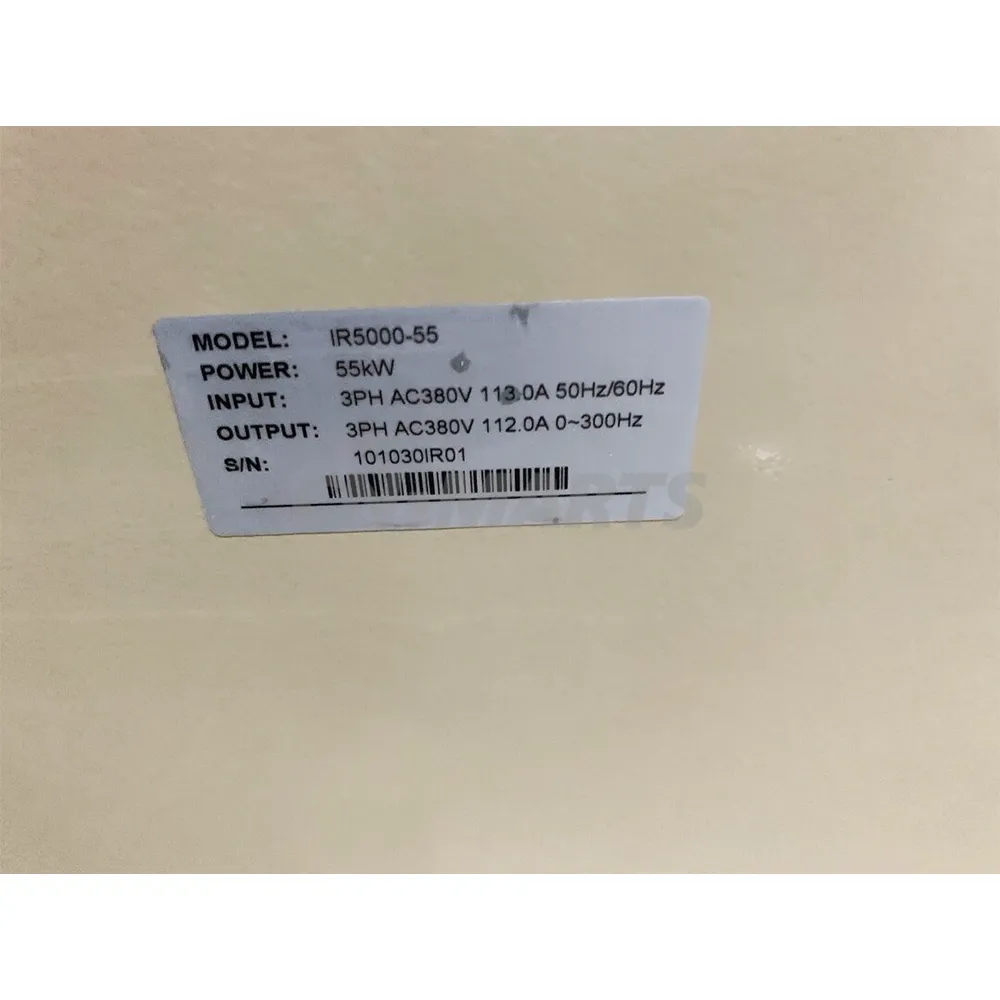 MODEL: IR5000-55
POWER: 55kW
INPUT: 3PH AC380V 113.0A 50Hz/60Hz
OUTPUT: 3PH AC380V 112.0A 0~300Hz
S/N: 101030IR01